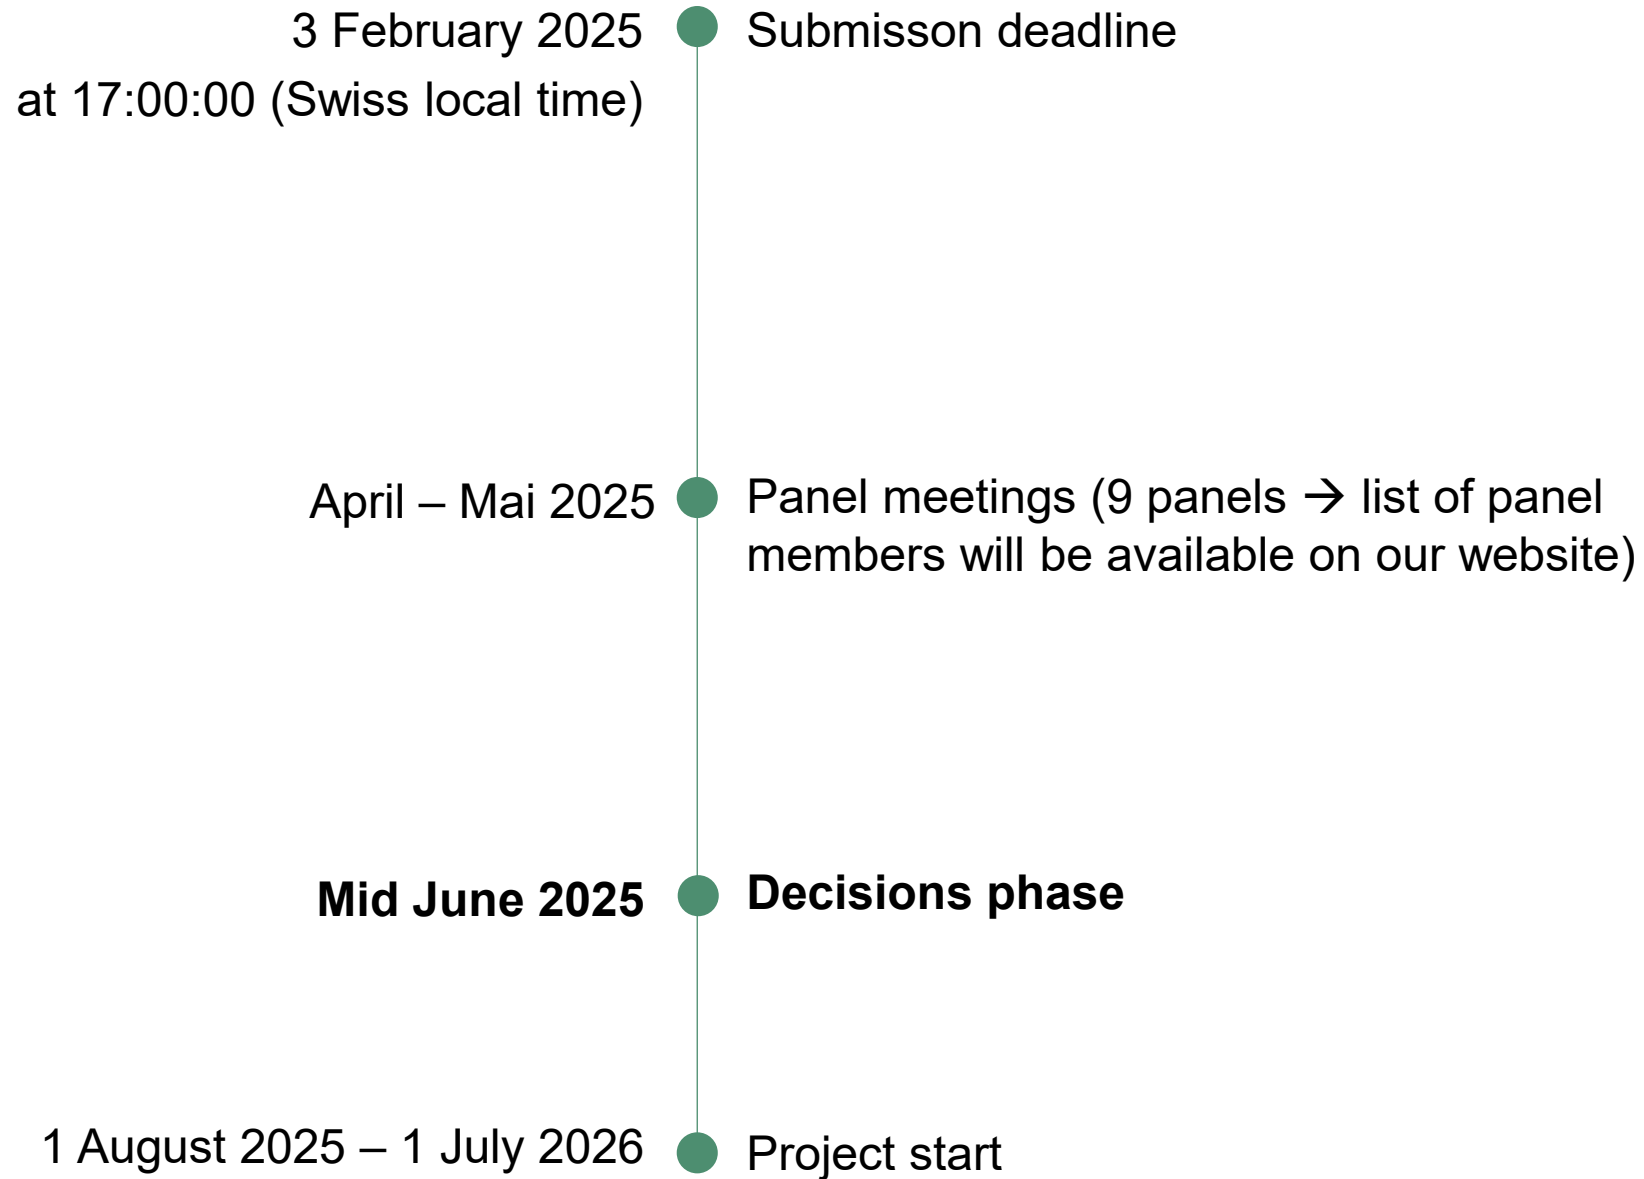 3 February 2025 Submisson deadline
at 17:00:00 (Swiss local time)
April – Mai 2025 Panel meetings (9 panels → list of panel
members will be available on our website)
Mid June 2025 Decisions phase
1 August 2025 – 1 July 2026 Project start